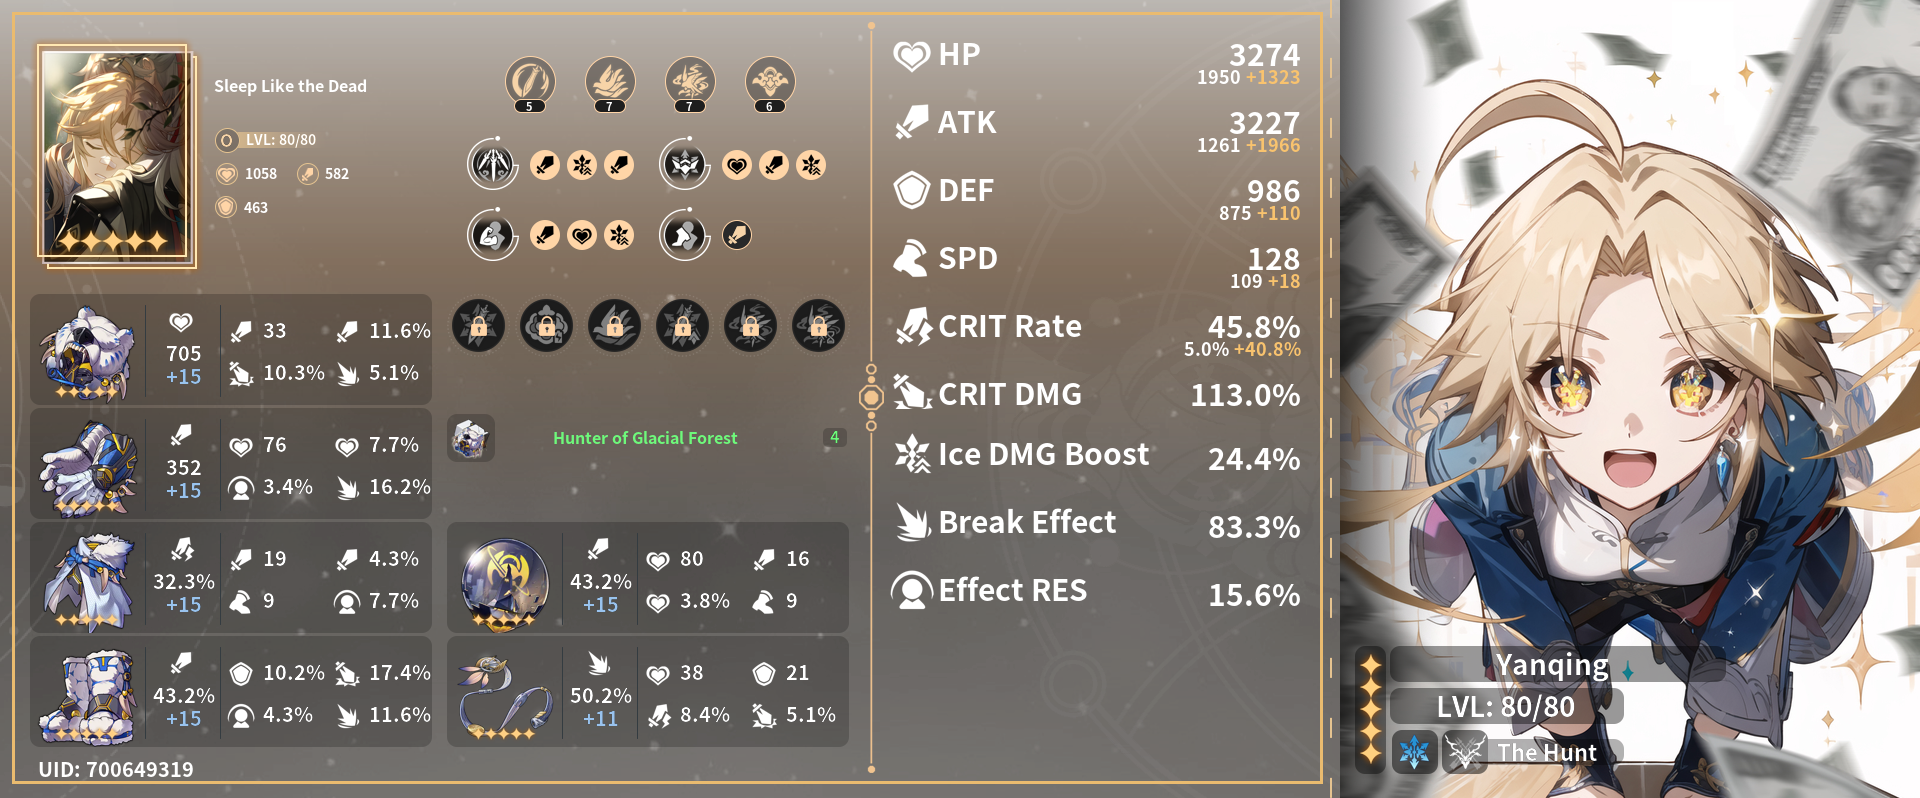 Sleep Like the Dead
LVL: 80/80
1058 582
463
5 7 7 6
705
+15
33 11.6%
10.3% 5.1%
352
+15
76 7.7%
3.4% 16.2%
32.3%
+15
19 4.3%
9 7.7%
43.2%
+15
10.2% 17.4%
4.3% 11.6%
Hunter of Glacial Forest 4
43.2%
+15
80 16
3.8% 9
50.2%
+11
38 21
8.4% 5.1%
UID: 700649319
HP 3274
1950 +1323
ATK 3227
1261 +1966
DEF 986
875 +110
SPD 128
109 +18
CRIT Rate 45.8%
5.0% +40.8%
CRIT DMG 113.0%
Ice DMG Boost 24.4%
Break Effect 83.3%
Effect RES 15.6%
Yanqing
LVL: 80/80
The Hunt